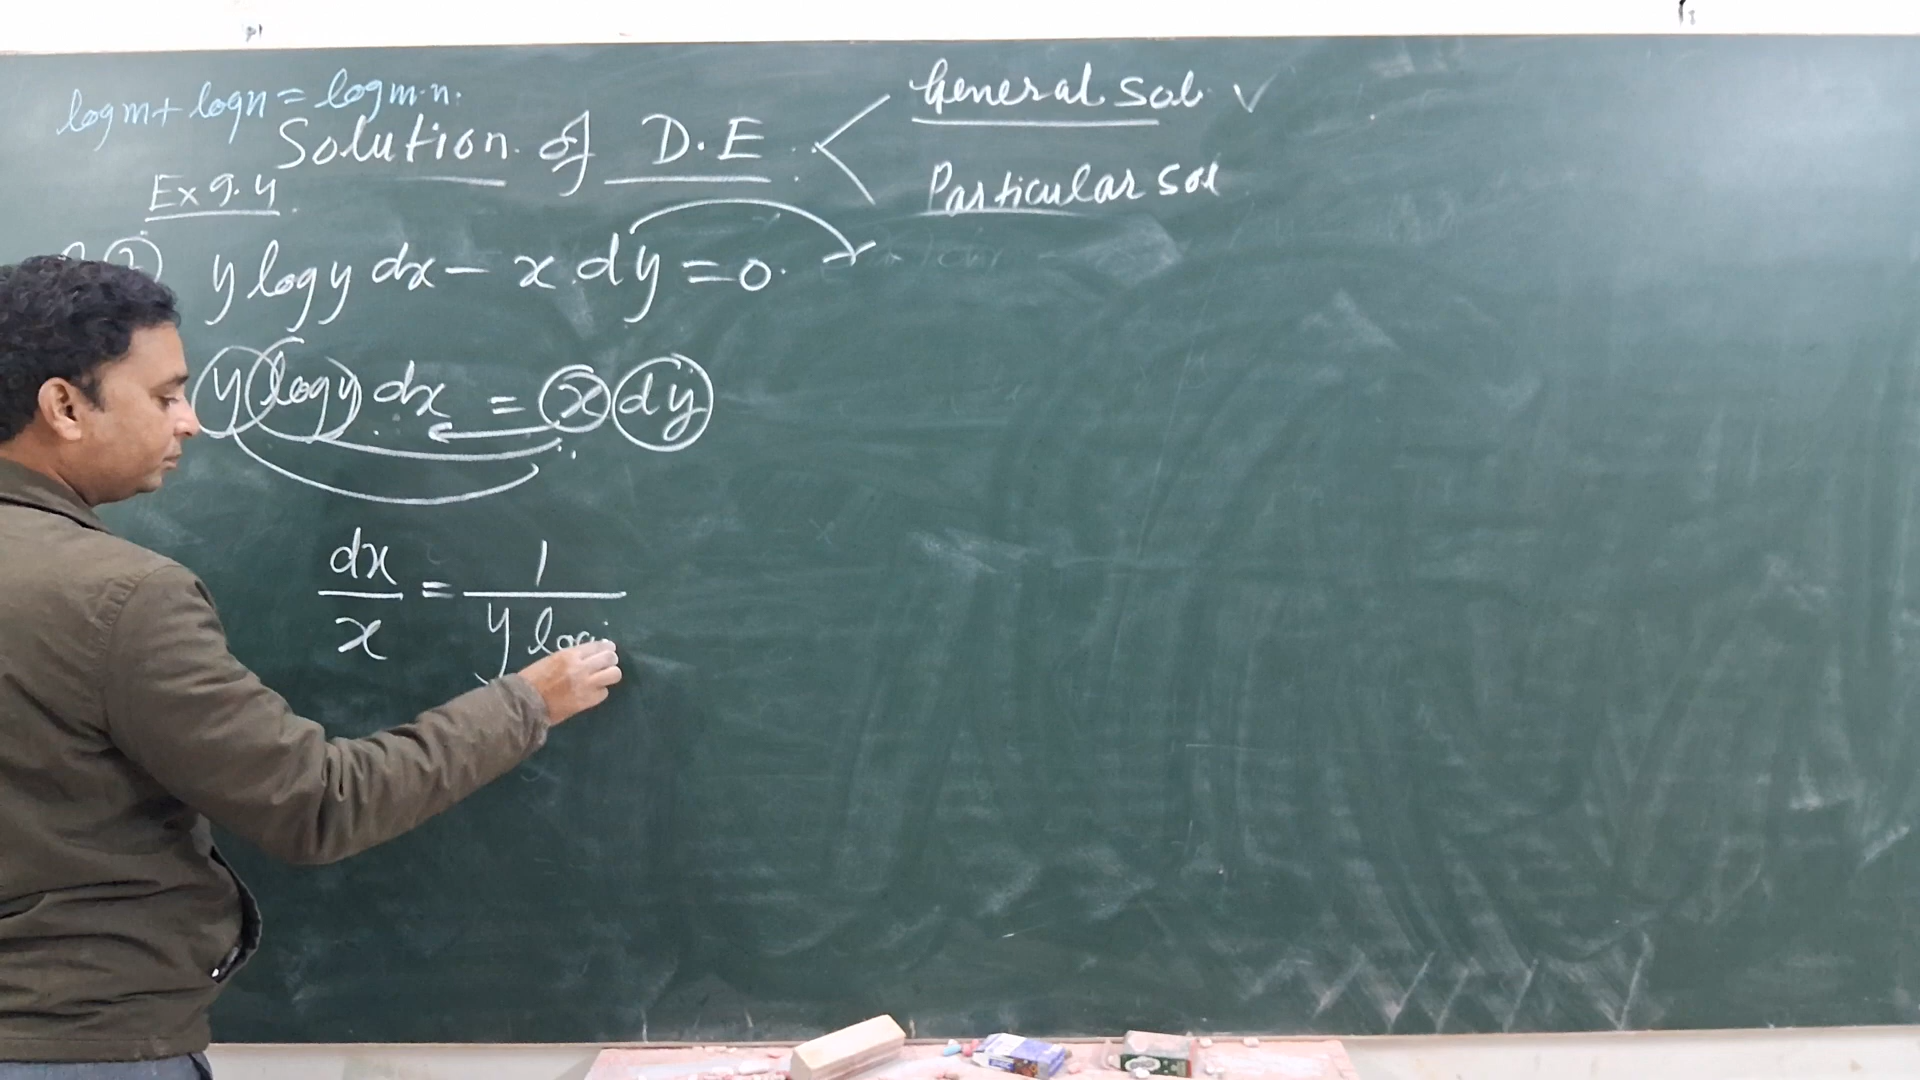 log m + log n = log m·n.
Solution of D.E
General Sol ✓
Particular Sol
Ex 9.4
y log y dx - x dy = 0.
y log y dx = x dy
dx/x = 1/y log